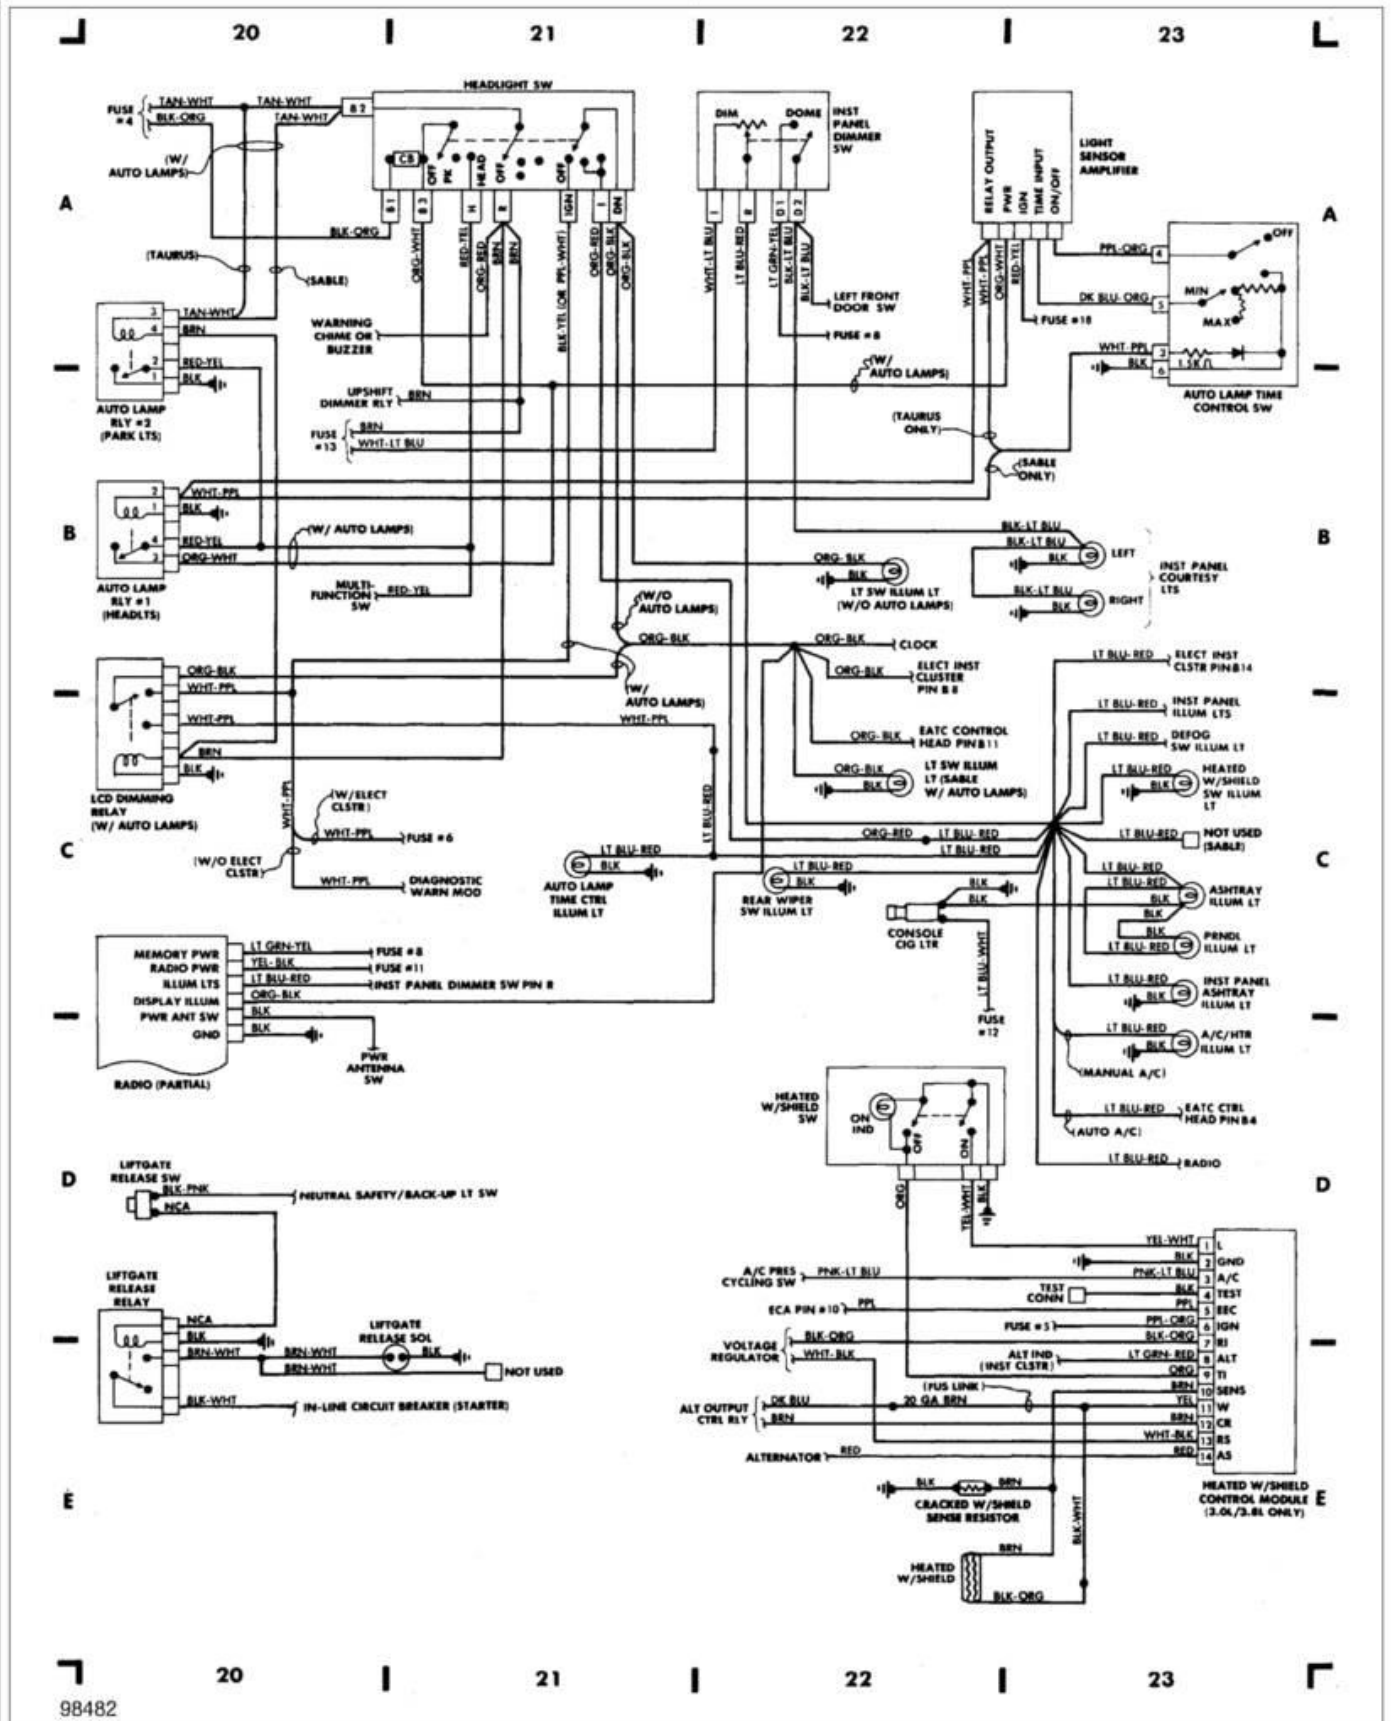 20 21 22 23
HEADLIGHT SW
FUSE #4
TAN-WHT
TAN-WHT
B2
BLK-ORG
TAN-WHT
(W/ AUTO LAMPS)
CB
OFF
PK
HEAD
OFF
OFF
B1
B3
H
R
IGN
I
DN
BLK-ORG
ORG-WHT
RED-YEL
ORG-RED
BRN
BRN
BLK-YEL (OR PPL-WHT)
ORG-RED
ORG-BLK
ORG-BLK
DIM
DOME
INST PANEL DIMMER SW
I
R
D1
D2
WHT-LT BLU
LT BLU-RED
LT GRN-YEL
BLK-LT BLU
BLK-LT BLU
LEFT FRONT DOOR SW
FUSE #8
RELAY OUTPUT
PWR
IGN
TIME INPUT
ON/OFF
LIGHT SENSOR AMPLIFIER
WHT-PPL
WHT-PPL
ORG-WHT
RED-YEL
FUSE #18
A
A
PPL-ORG
4
OFF
DK BLU-ORG
5
MIN
MAX
WHT-PPL
3
BLK
6
1.5KΩ
AUTO LAMP TIME CONTROL SW
(TAURUS)
(SABLE)
3
TAN-WHT
4
BRN
2
RED-YEL
1
BLK
AUTO LAMP RLY #2 (PARK LTS)
WARNING CHIME OR BUZZER
UPSHIFT DIMMER RLY
BRN
FUSE #13
BRN
WHT-LT BLU
(W/ AUTO LAMPS)
(TAURUS ONLY)
(SABLE ONLY)
B
B
2
WHT-PPL
1
BLK
4
RED-YEL
3
ORG-WHT
AUTO LAMP RLY #1 (HEADLTS)
(W/ AUTO LAMPS)
MULTI-FUNCTION SW
RED-YEL
ORG-BLK
BLK
LT SW ILLUM LT (W/O AUTO LAMPS)
BLK-LT BLU
BLK-LT BLU
BLK
LEFT
BLK-LT BLU
BLK
RIGHT
INST PANEL COURTESY LTS
(W/O AUTO LAMPS)
ORG-BLK
(W/ AUTO LAMPS)
ORG-BLK
CLOCK
ORG-BLK
ELECT INST CLUSTER PIN B8
ORG-BLK
EATC CONTROL HEAD PIN B11
ORG-BLK
BLK
LT SW ILLUM LT (SABLE W/ AUTO LAMPS)
ORG-BLK
WHT-PPL
WHT-PPL
BRN
BLK
LCD DIMMING RELAY (W/ AUTO LAMPS)
WHT-PPL
WHT-PPL
LT BLU-RED
(W/ELECT CLSTR)
WHT-PPL
FUSE #6
(W/O ELECT CLSTR)
WHT-PPL
DIAGNOSTIC WARN MOD
C
C
LT BLU-RED
BLK
AUTO LAMP TIME CTRL ILLUM LT
ORG-RED
LT BLU-RED
LT BLU-RED
LT BLU-RED
BLK
REAR WIPER SW ILLUM LT
BLK
CONSOLE CIG LTR
LT BLU-WHT
FUSE #12
LT BLU-RED
ELECT INST CLSTR PIN B14
LT BLU-RED
INST PANEL ILLUM LTS
LT BLU-RED
DEFOG SW ILLUM LT
LT BLU-RED
BLK
HEATED W/SHIELD SW ILLUM LT
LT BLU-RED
NOT USED (SABLE)
LT BLU-RED
LT BLU-RED
BLK
BLK
ASHTRAY ILLUM LT
BLK
LT BLU-RED
PRNDL ILLUM LT
LT BLU-RED
BLK
INST PANEL ASHTRAY ILLUM LT
LT BLU-RED
BLK
A/C/HTR ILLUM LT
(MANUAL A/C)
LT BLU-RED
EATC CTRL HEAD PIN B4
(AUTO A/C)
LT BLU-RED
RADIO
MEMORY PWR
LT GRN-YEL
FUSE #8
RADIO PWR
YEL-BLK
FUSE #11
ILLUM LTS
LT BLU-RED
INST PANEL DIMMER SW PIN R
DISPLAY ILLUM
ORG-BLK
PWR ANT SW
BLK
GND
BLK
PWR ANTENNA SW
RADIO (PARTIAL)
HEATED W/SHIELD SW
ON IND
OFF
ON
ORG
YEL-WHT
BLK
D
D
LIFTGATE RELEASE SW
BLK-PNK
NEUTRAL SAFETY/BACK-UP LT SW
NCA
LIFTGATE RELEASE RELAY
NCA
BLK
BRN-WHT
BRN-WHT
BRN-WHT
LIFTGATE RELEASE SOL
BLK
NOT USED
BLK-WHT
IN-LINE CIRCUIT BREAKER (STARTER)
YEL-WHT
1 L
BLK
2 GND
A/C PRES CYCLING SW
PNK-LT BLU
PNK-LT BLU
3 A/C
TEST CONN
BLK
4 TEST
ECA PIN #10
PPL
PPL
5 EEC
FUSE #5
PPL-ORG
6 IGN
VOLTAGE REGULATOR
BLK-ORG
BLK-ORG
7 RI
WHT-BLK
ALT IND (INST CLSTR)
LT GRN-RED
8 ALT
ORG
9 TI
(FUS LINK)
BRN
10 SENS
ALT OUTPUT CTRL RLY
DK BLU
20 GA BRN
YEL
11 W
BRN
BRN
12 CR
WHT-BLK
13 RS
ALTERNATOR
RED
RED
14 AS
HEATED W/SHIELD CONTROL MODULE (3.0L/3.8L ONLY)
E
E
BLK
BRN
CRACKED W/SHIELD SENSE RESISTOR
BLK-WHT
BRN
HEATED W/SHIELD
BLK-ORG
20 21 22 23
98482